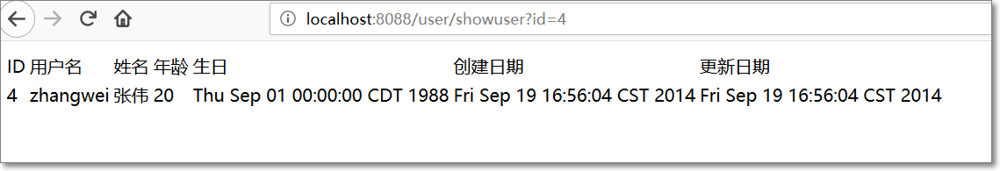 localhost:8088/user/showuser?id=4
ID 用户名 姓名 年龄 生日 创建日期 更新日期
4 zhangwei 张伟 20 Thu Sep 01 00:00:00 CDT 1988 Fri Sep 19 16:56:04 CST 2014 Fri Sep 19 16:56:04 CST 2014